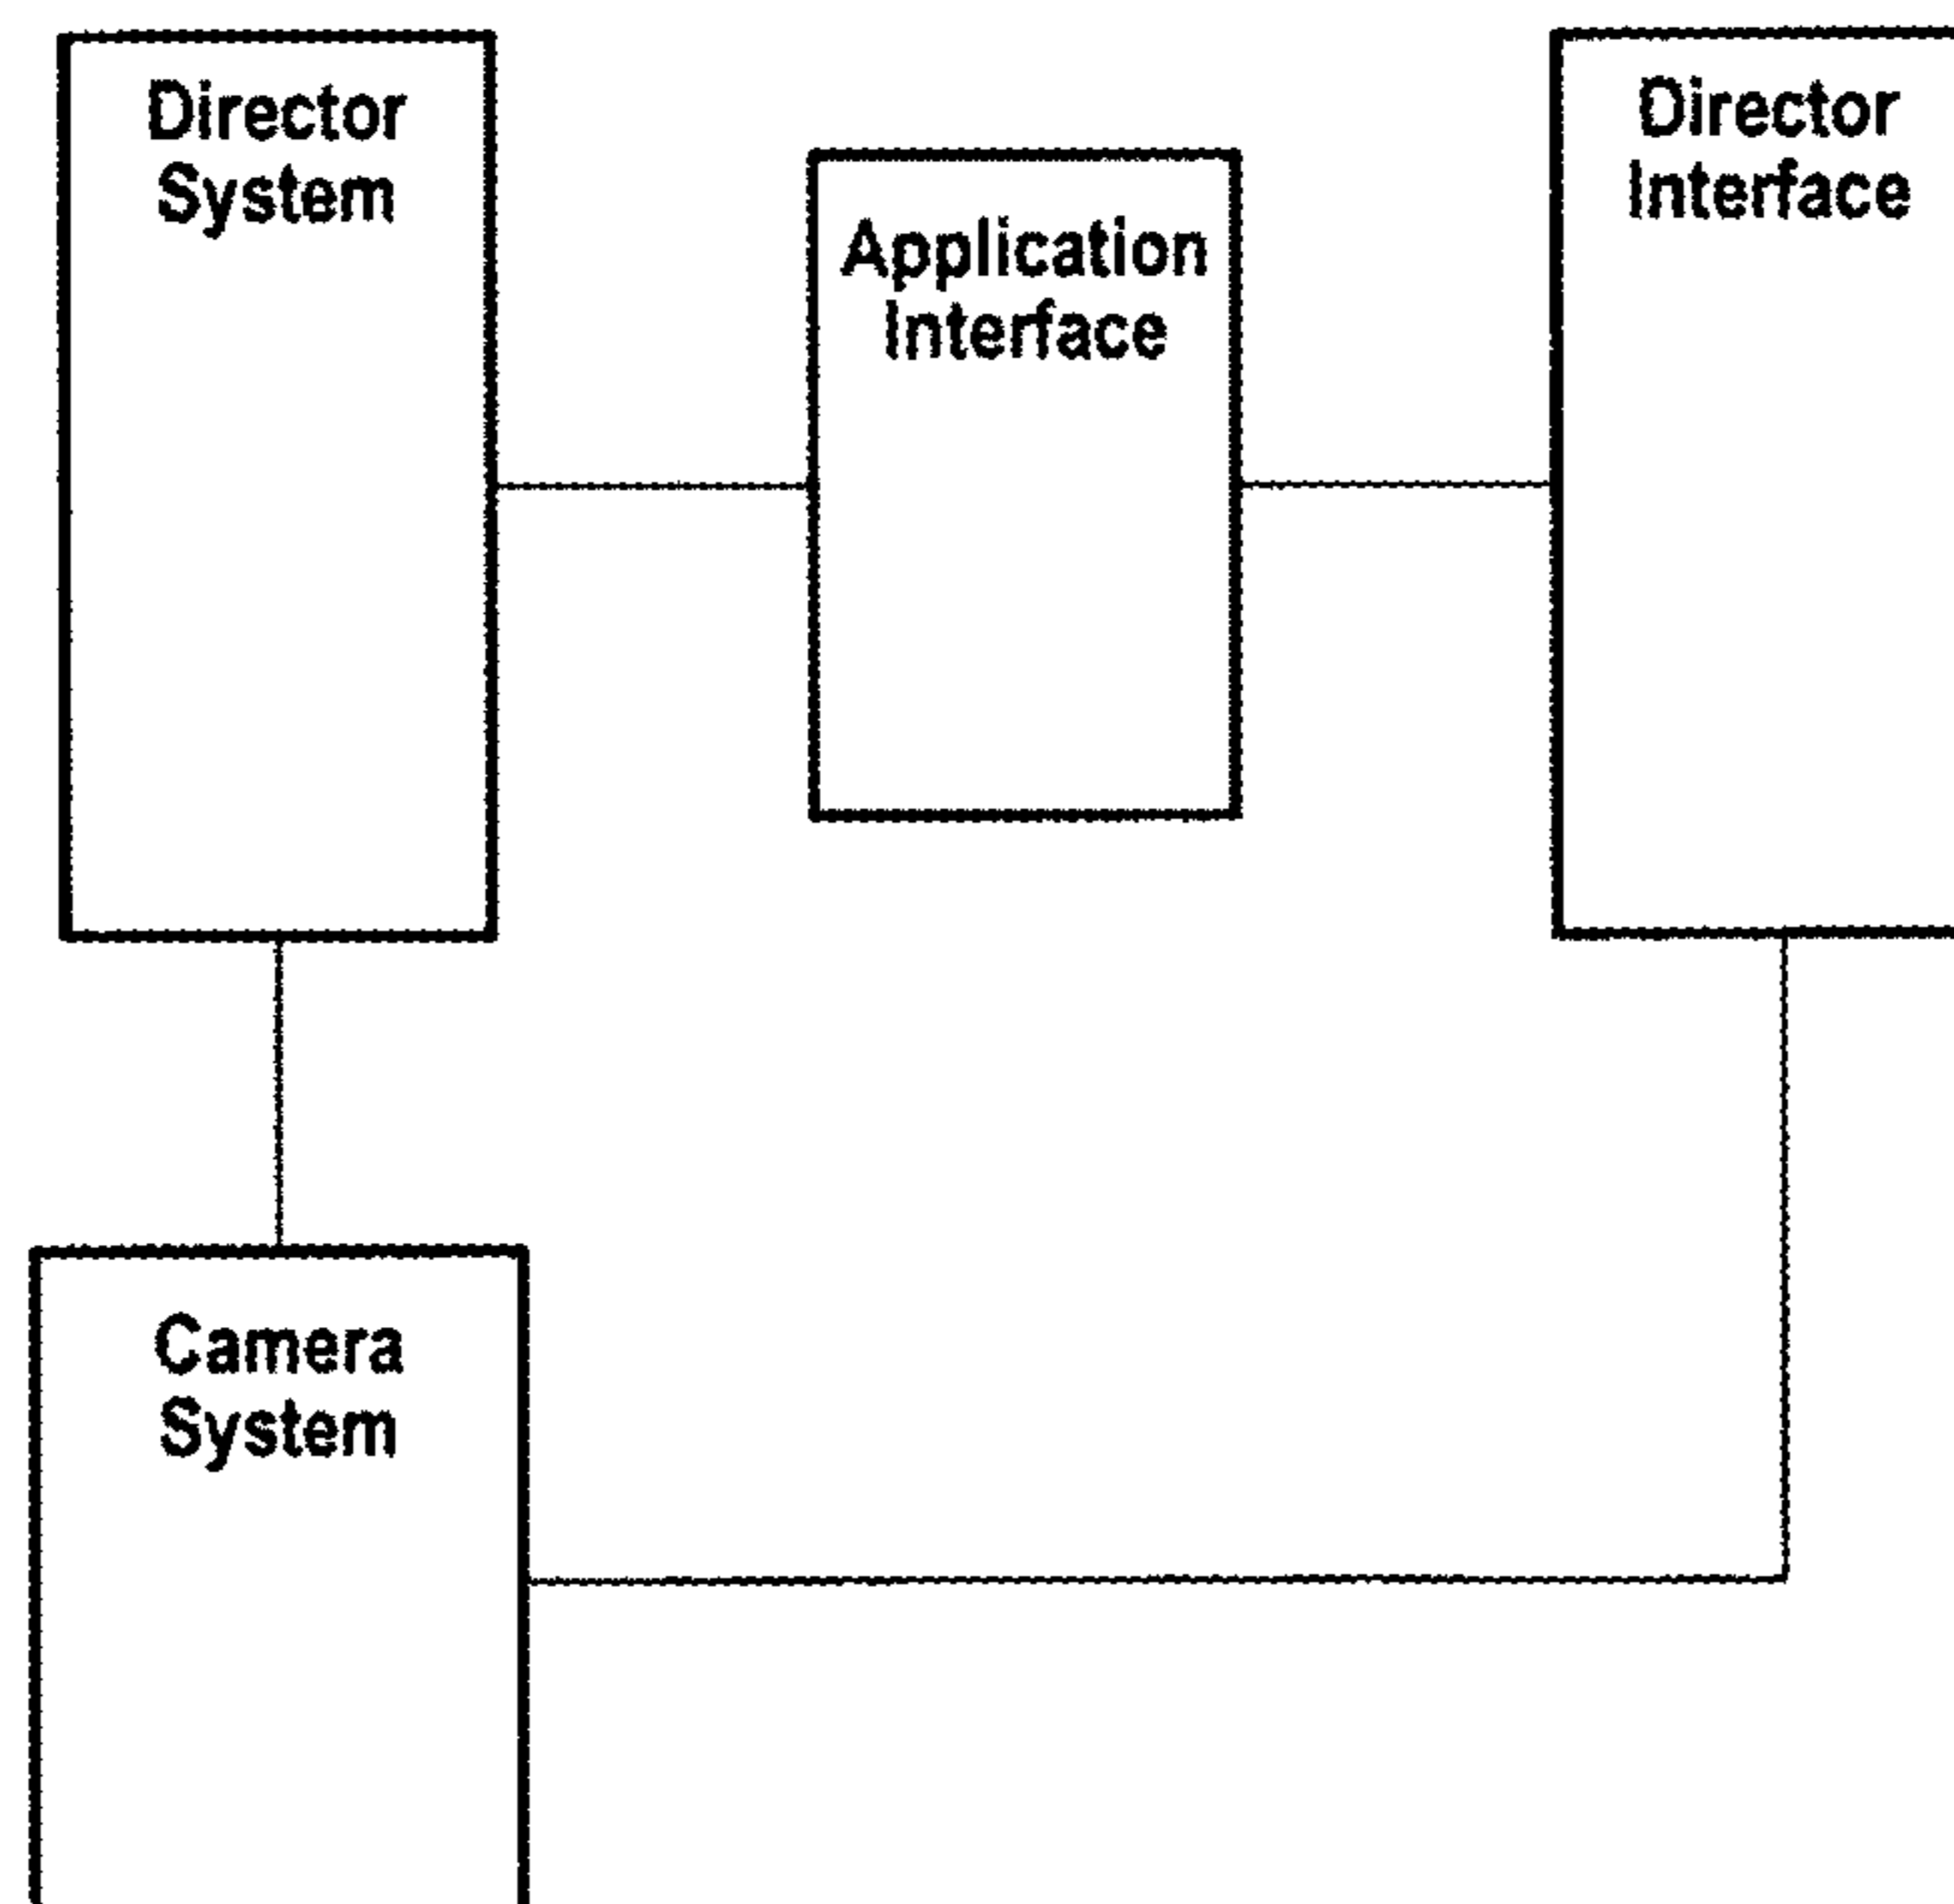 Director
System
Application
Interface
Director
Interface
Camera
System